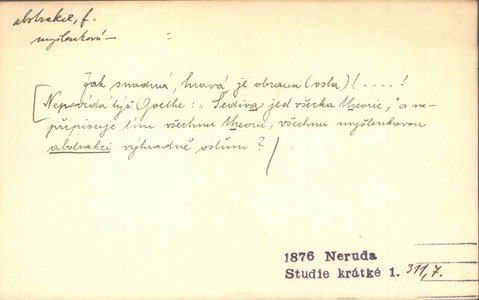 abstrakce, f.
myšlenková –
Jak snadná, hravá je obrana (osla) (....!
[Nepovídá byť Goethe: „Šedivá jest všecka theorie," a ne-
připisuje tím všechnu theorii, všechnu myšlenkovou
abstrakci výhradně oslům?/
1876 Neruda
Studie krátké 1. 311,7.